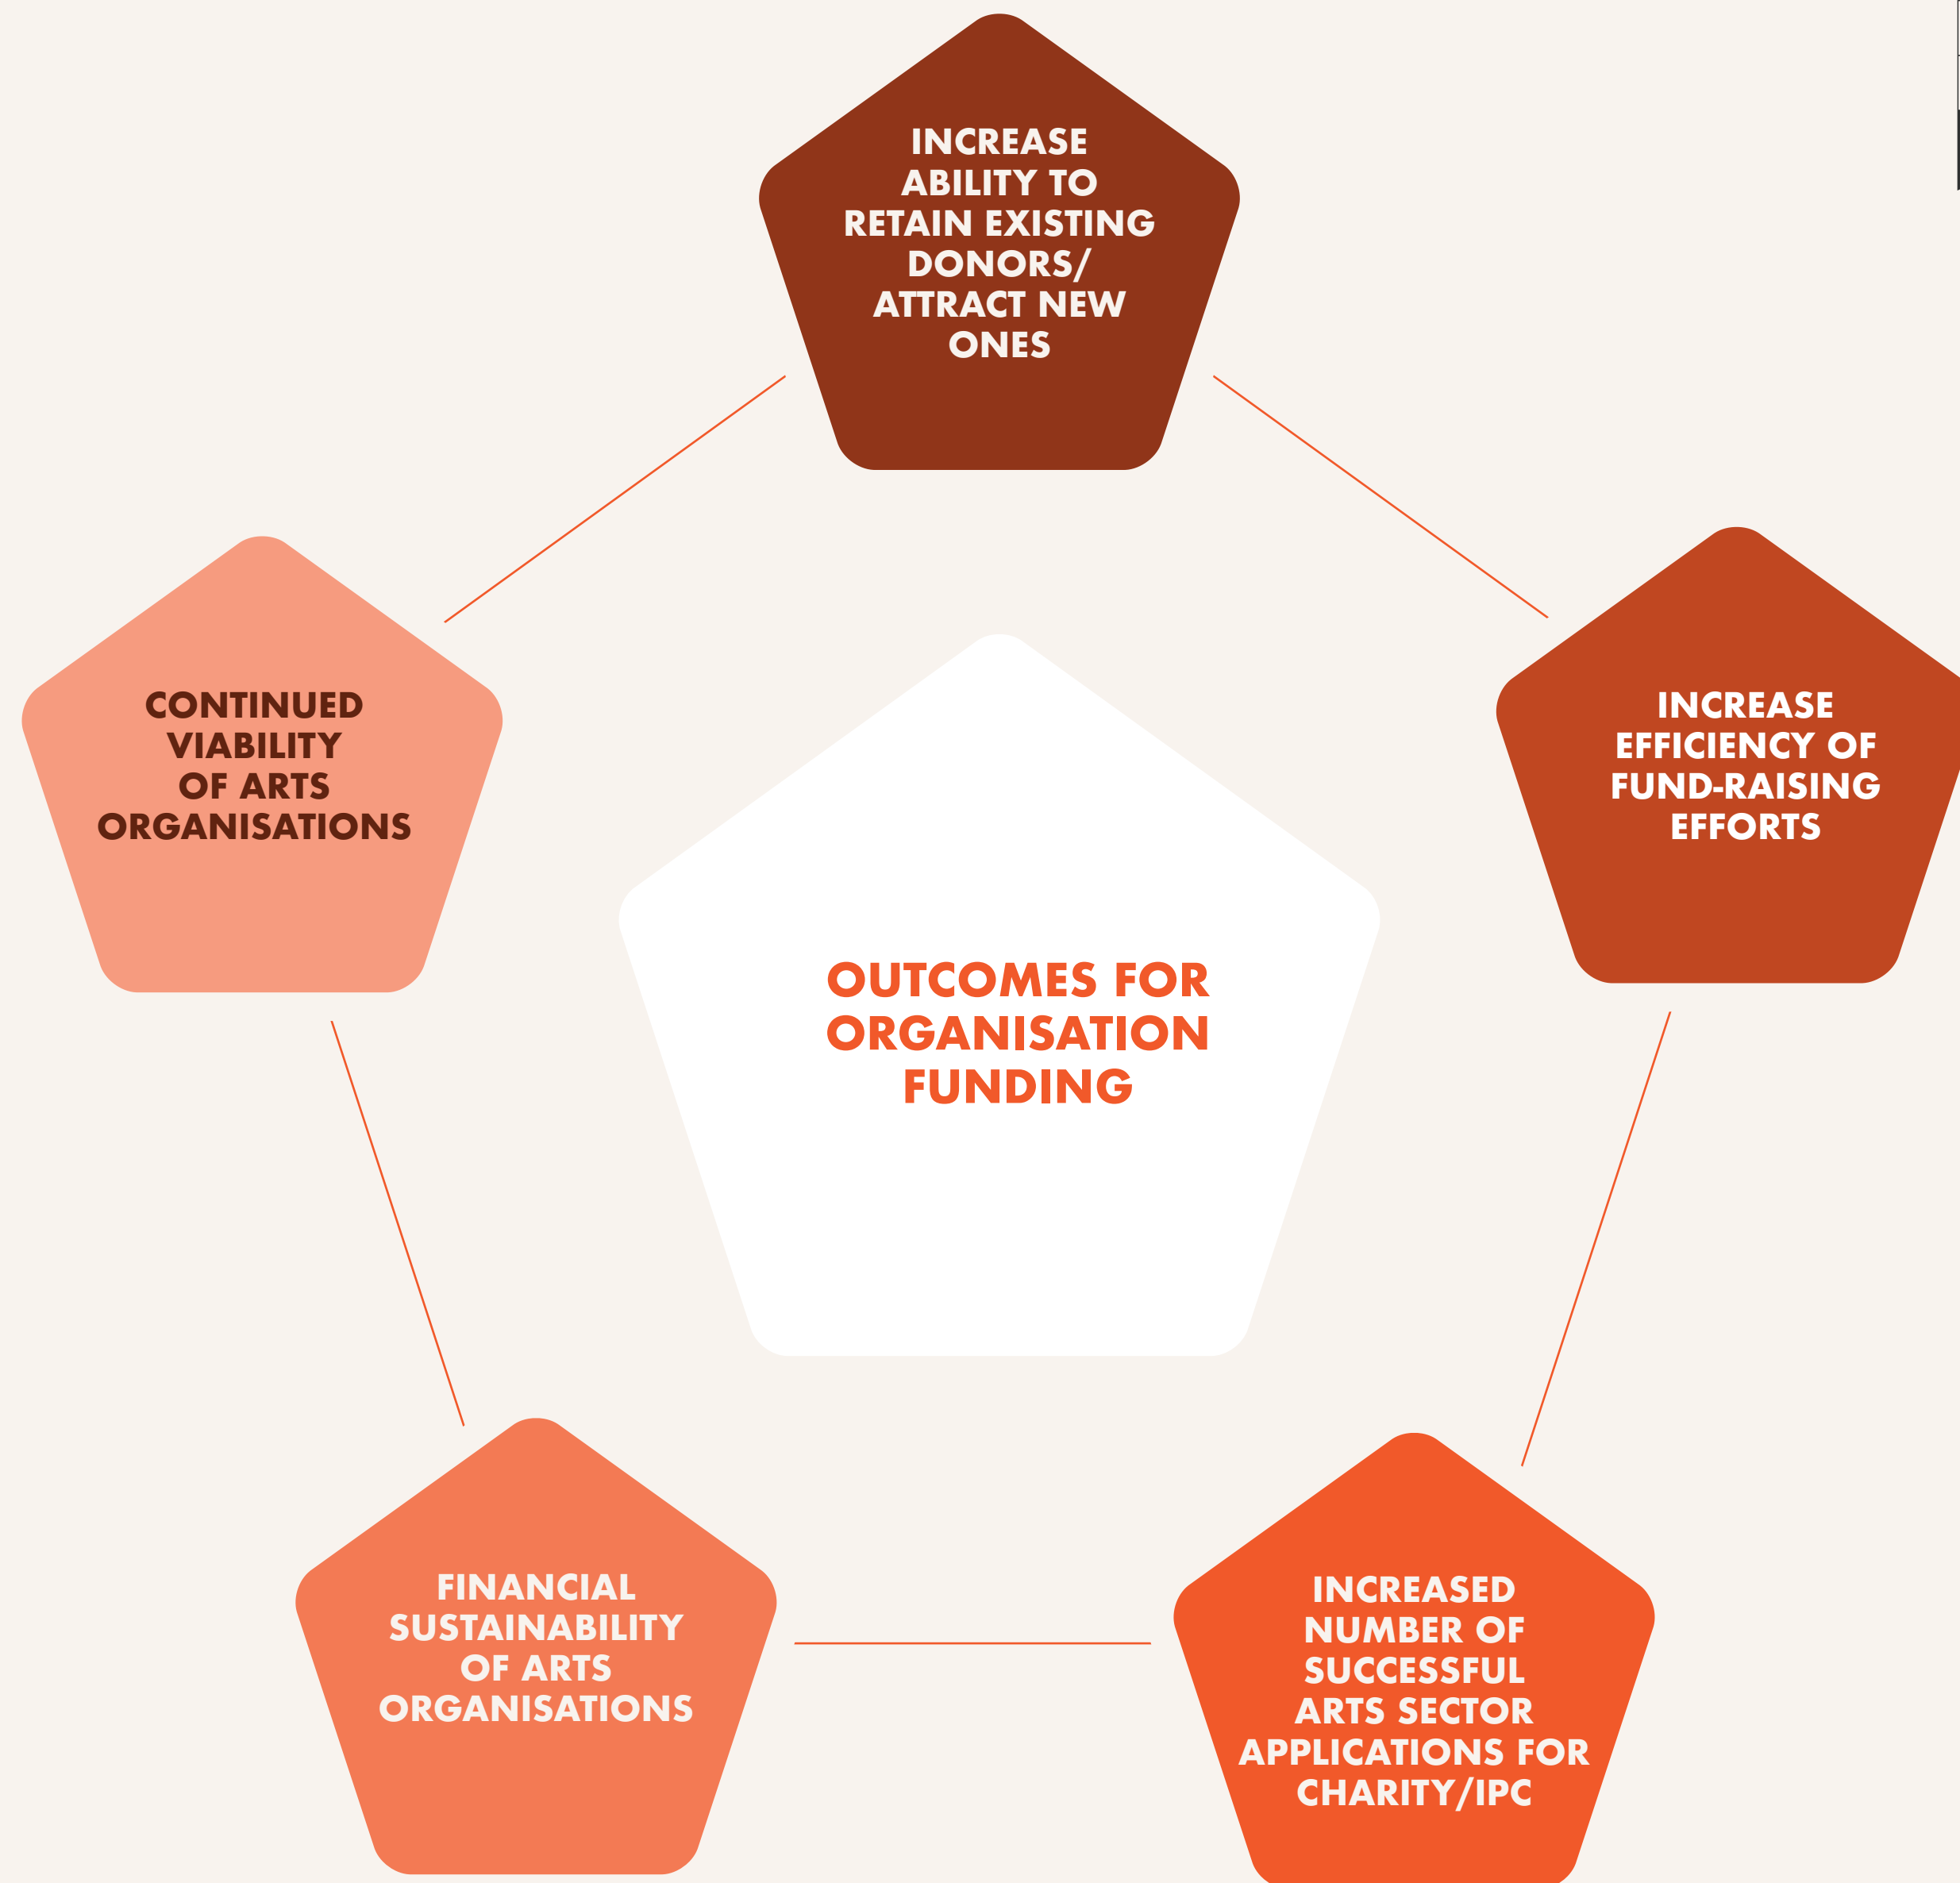 INCREASE
ABILITY TO
RETAIN EXISTING
DONORS/
ATTRACT NEW
ONES
CONTINUED
VIABILITY
OF ARTS
ORGANISATIONS
INCREASE
EFFICIENCY OF
FUND-RAISING
EFFORTS
OUTCOMES FOR
ORGANISATION
FUNDING
FINANCIAL
SUSTAINABILITY
OF ARTS
ORGANISATIONS
INCREASED
NUMBER OF
SUCCESSFUL
ARTS SECTOR
APPLICATIONS FOR
CHARITY/IPC